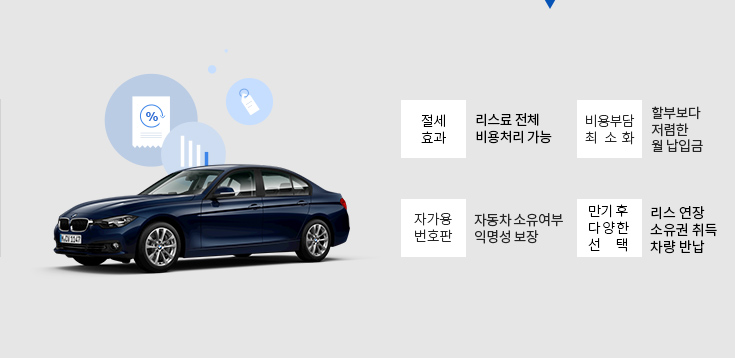 %
절세
효과
리스료 전체
비용처리 가능
비용부담
최 소 화
할부보다
저렴한
월 납입금
자가용
번호판
자동차 소유여부
익명성 보장
만기 후
다양한
선 택
리스 연장
소유권 취득
차량 반납